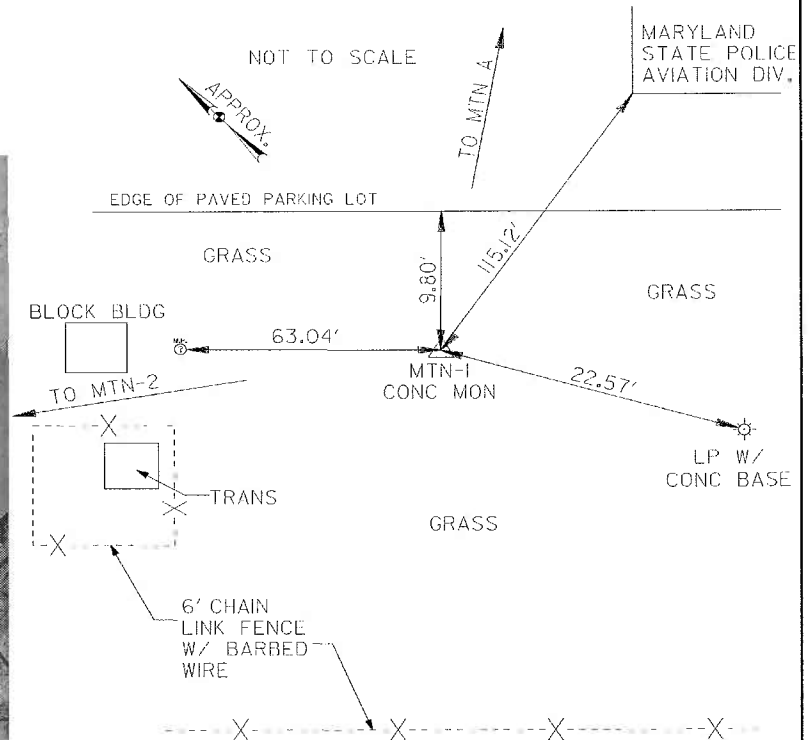 NOT TO SCALE
MARYLAND
STATE POLICE
AVIATION DIV.
APPROX.
TO MTN A
EDGE OF PAVED PARKING LOT
GRASS
9.80'
115.12'
GRASS
BLOCK BLDG
63.04'
MTN-1
CONC MON
22.57'
TO MTN-2
LP W/
CONC BASE
TRANS
GRASS
6' CHAIN
LINK FENCE
W/ BARBED
WIRE